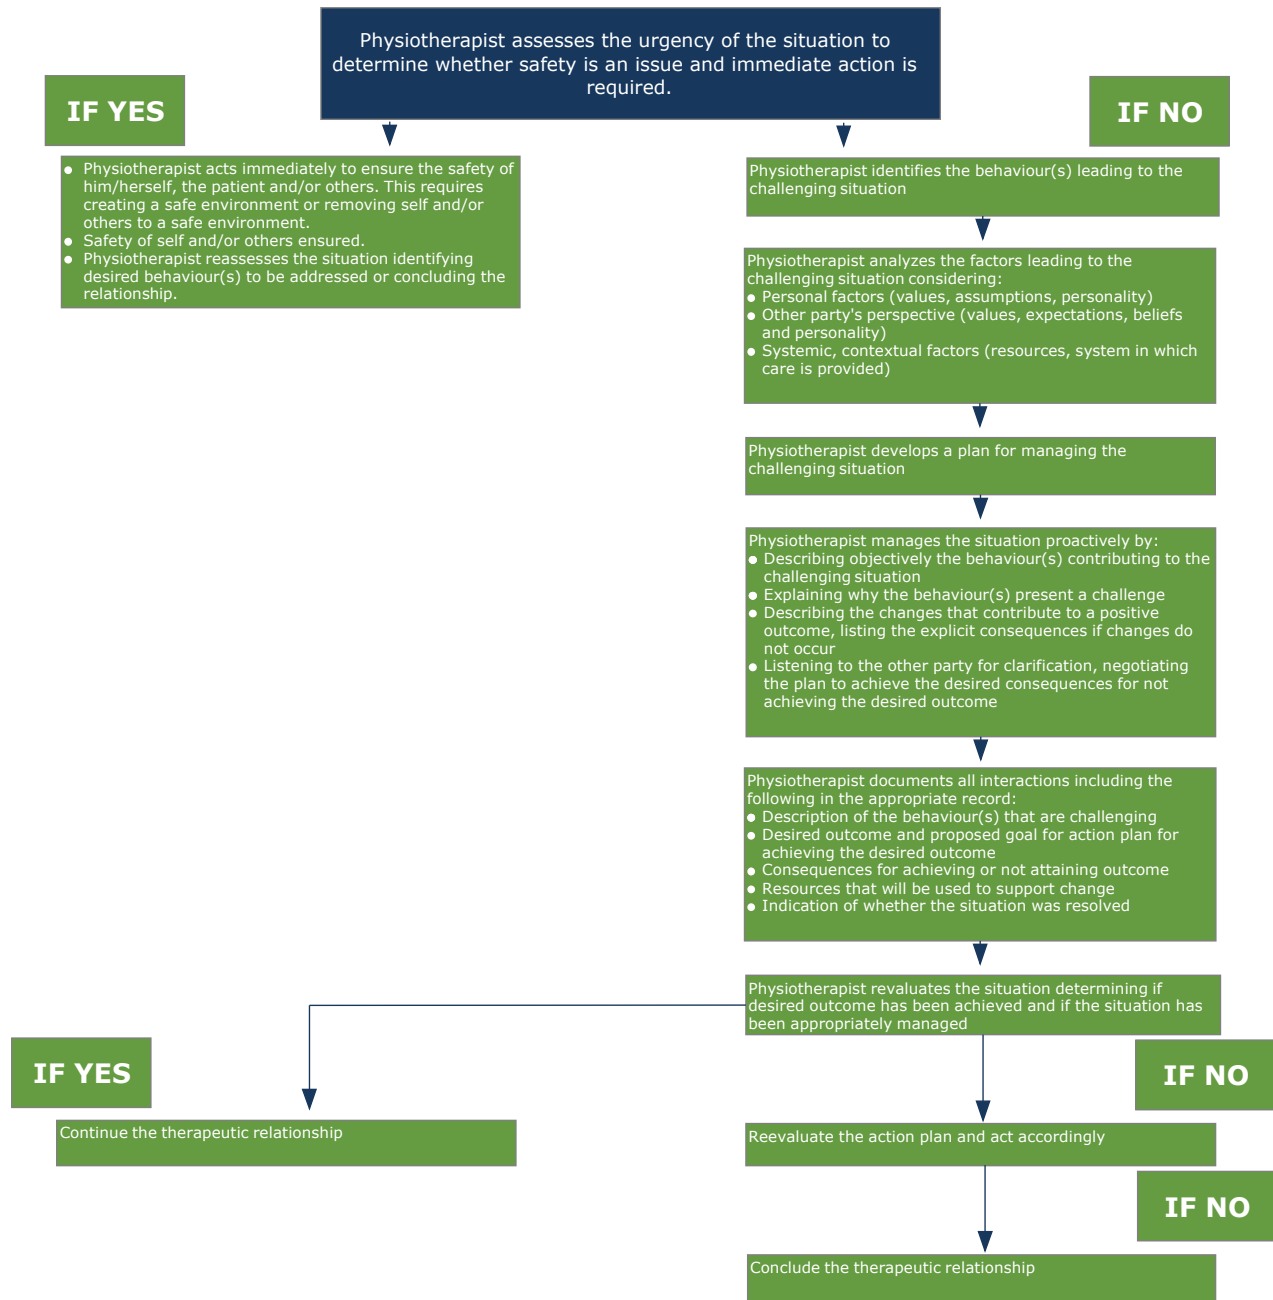 Physiotherapist assesses the urgency of the situation to
determine whether safety is an issue and immediate action is
required.
IF YES
● Physiotherapist acts immediately to ensure the safety of
him/herself, the patient and/or others. This requires
creating a safe environment or removing self and/or
others to a safe environment.
● Safety of self and/or others ensured.
● Physiotherapist reassesses the situation identifying
desired behaviour(s) to be addressed or concluding the
relationship.
IF NO
Physiotherapist identifies the behaviour(s) leading to the
challenging situation
Physiotherapist analyzes the factors leading to the
challenging situation considering:
● Personal factors (values, assumptions, personality)
● Other party's perspective (values, expectations, beliefs
and personality)
● Systemic, contextual factors (resources, system in which
care is provided)
Physiotherapist develops a plan for managing the
challenging situation
Physiotherapist manages the situation proactively by:
● Describing objectively the behaviour(s) contributing to the
challenging situation
● Explaining why the behaviour(s) present a challenge
● Describing the changes that contribute to a positive
outcome, listing the explicit consequences if changes do
not occur
● Listening to the other party for clarification, negotiating
the plan to achieve the desired consequences for not
achieving the desired outcome
Physiotherapist documents all interactions including the
following in the appropriate record:
● Description of the behaviour(s) that are challenging
● Desired outcome and proposed goal for action plan for
achieving the desired outcome
● Consequences for achieving or not attaining outcome
● Resources that will be used to support change
● Indication of whether the situation was resolved
Physiotherapist revaluates the situation determining if
desired outcome has been achieved and if the situation has
been appropriately managed
IF YES
Continue the therapeutic relationship
IF NO
Reevaluate the action plan and act accordingly
IF NO
Conclude the therapeutic relationship